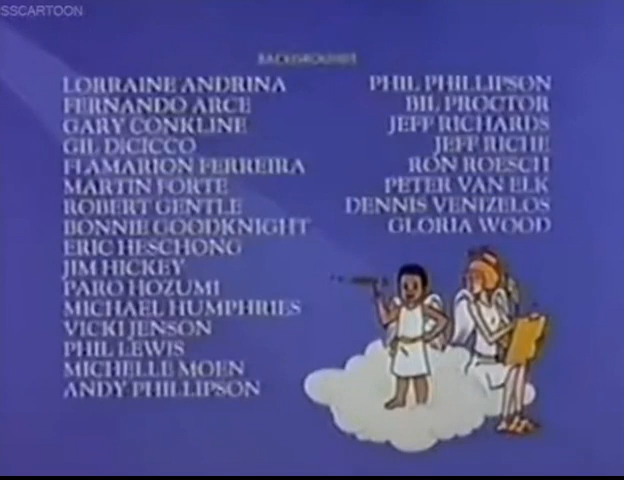 SSCARTOON
BACKGROUNDS
LORRAINE ANDRINA
FERNANDO ARCE
GARY CONKLINE
GIL DICICCO
FLAMARION FERREIRA
MARTIN FORTE
ROBERT GENTLE
BONNIE GOODKNIGHT
ERIC HESCHONG
JIM HICKEY
PARO HOZUMI
MICHAEL HUMPHRIES
VICKI JENSON
PHIL LEWIS
MICHELLE MOEN
ANDY PHILLIPSON
PHIL PHILLIPSON
BIL PROCTOR
JEFF RICHARDS
JEFF RICHE
RON ROESCH
PETER VAN ELK
DENNIS VENIZELOS
GLORIA WOOD